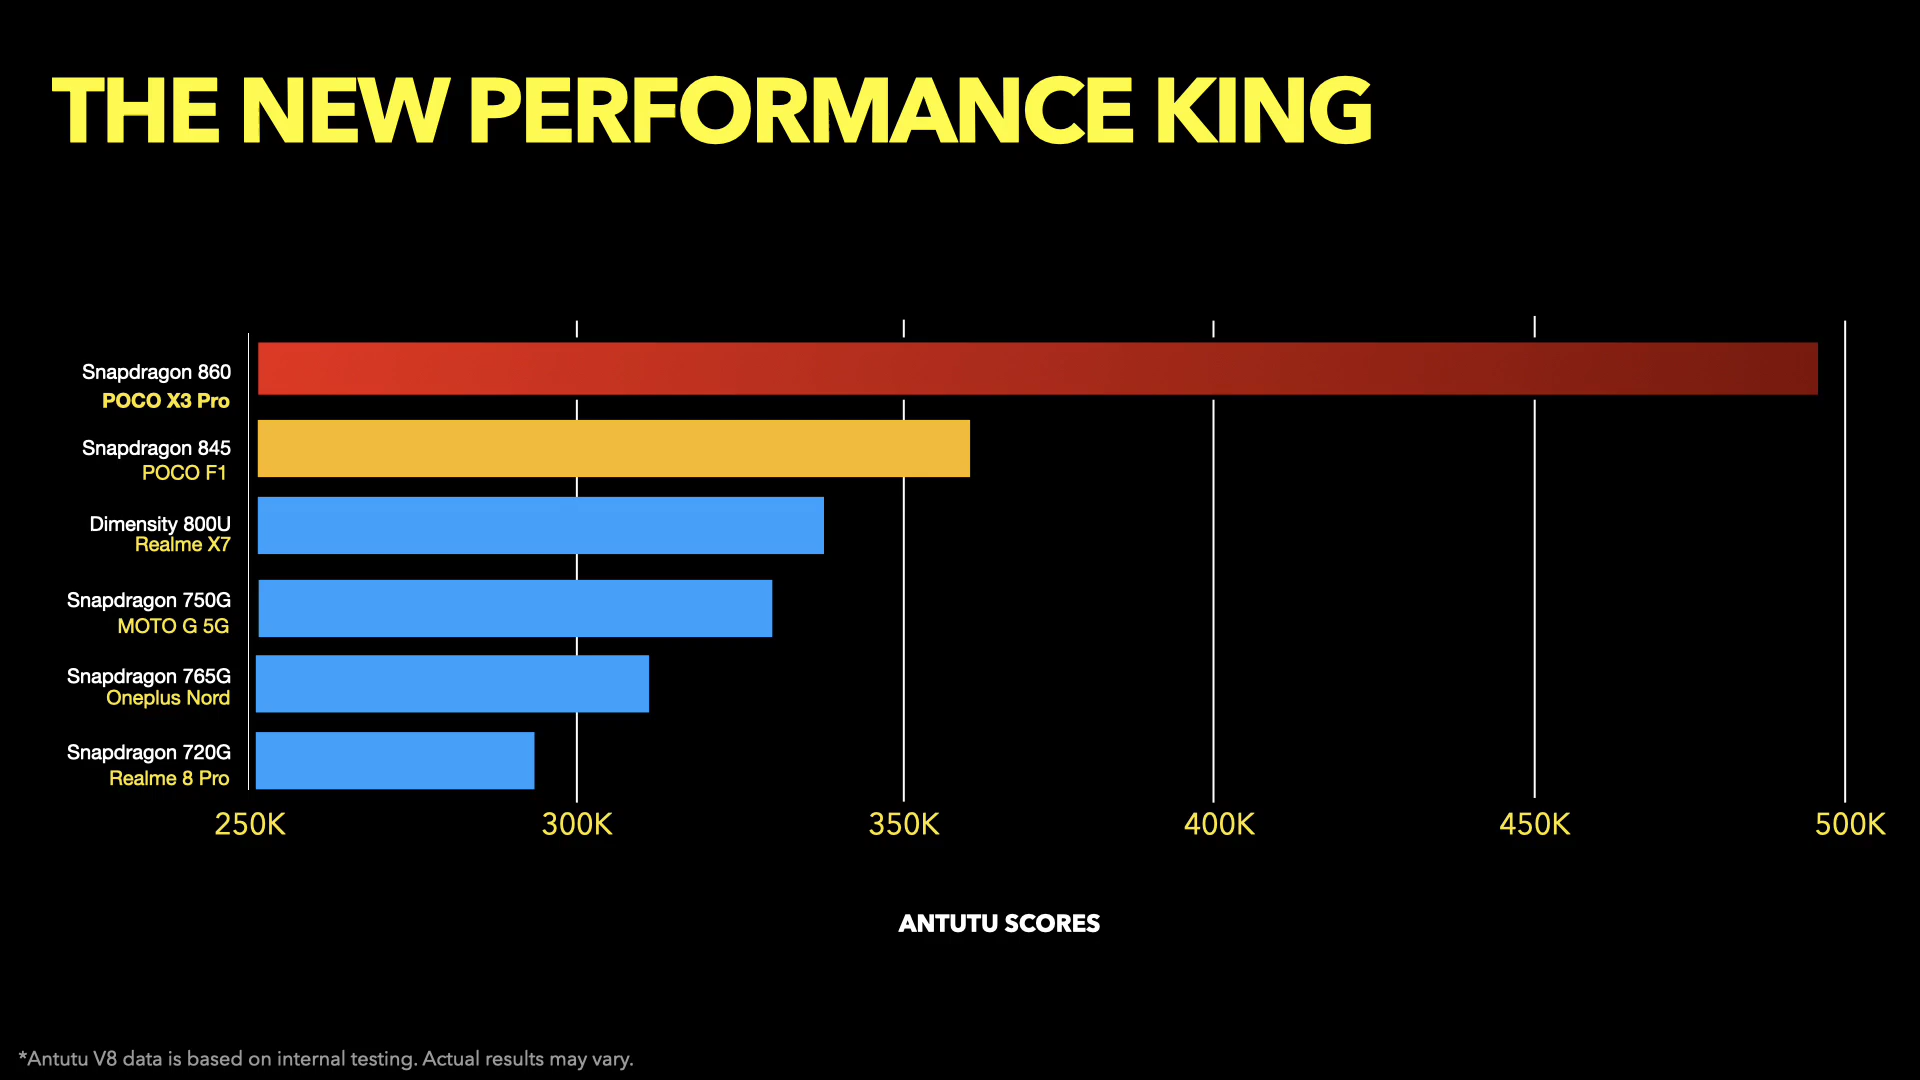 THE NEW PERFORMANCE KING
Snapdragon 860
POCO X3 Pro
Snapdragon 845
POCO F1
Dimensity 800U
Realme X7
Snapdragon 750G
MOTO G 5G
Snapdragon 765G
Oneplus Nord
Snapdragon 720G
Realme 8 Pro
250K 300K 350K 400K 450K 500K
ANTUTU SCORES
*Antutu V8 data is based on internal testing. Actual results may vary.